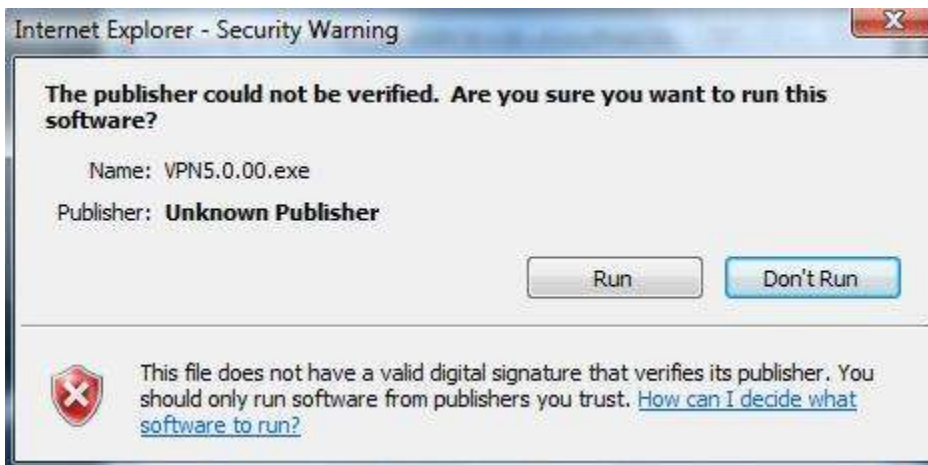 Internet Explorer - Security Warning
The publisher could not be verified. Are you sure you want to run this
software?
Name: VPN5.0.00.exe
Publisher: Unknown Publisher
Run Don't Run
This file does not have a valid digital signature that verifies its publisher. You
should only run software from publishers you trust. How can I decide what
software to run?